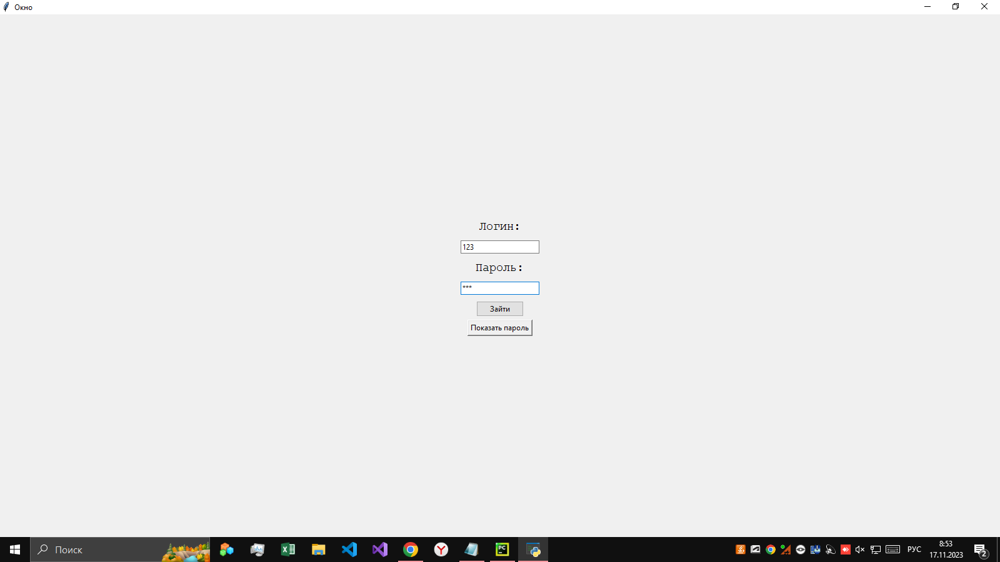 Окно
Логин:
123
Пароль:
***
Зайти
Показать пароль
Поиск
РУС
8:53
17.11.2023
2